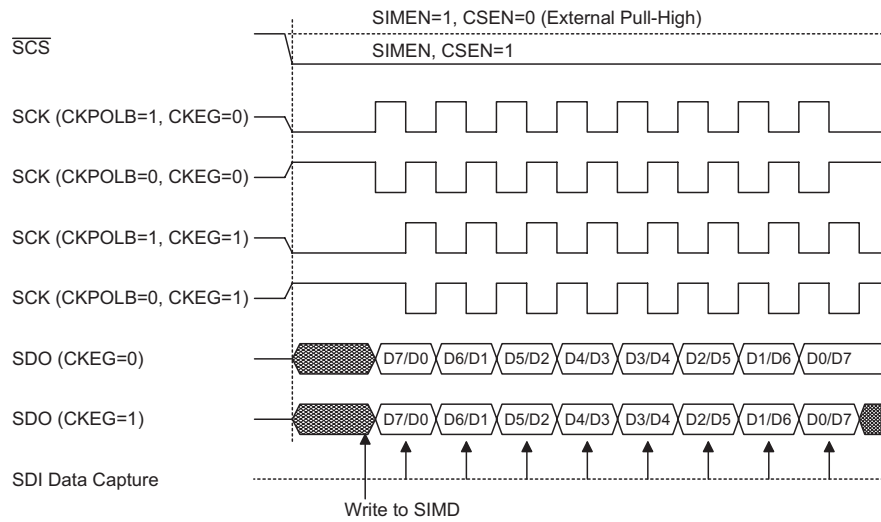 SIMEN=1, CSEN=0 (External Pull-High)
SCS
SIMEN, CSEN=1
SCK (CKPOLB=1, CKEG=0)
SCK (CKPOLB=0, CKEG=0)
SCK (CKPOLB=1, CKEG=1)
SCK (CKPOLB=0, CKEG=1)
SDO (CKEG=0) D7/D0 D6/D1 D5/D2 D4/D3 D3/D4 D2/D5 D1/D6 D0/D7
SDO (CKEG=1) D7/D0 D6/D1 D5/D2 D4/D3 D3/D4 D2/D5 D1/D6 D0/D7
SDI Data Capture
Write to SIMD